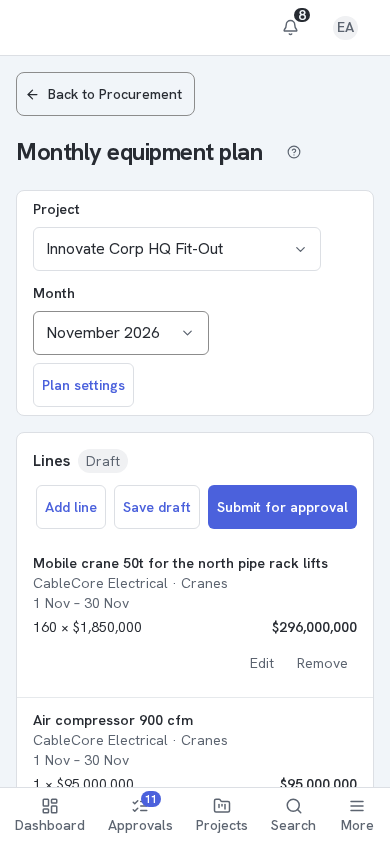 8
EA
Back to Procurement
Monthly equipment plan
Project
Innovate Corp HQ Fit-Out
Month
November 2026
Plan settings
Lines Draft
Add line Save draft Submit for approval
Mobile crane 50t for the north pipe rack lifts
CableCore Electrical · Cranes
1 Nov – 30 Nov
160 × $1,850,000 $296,000,000
Edit Remove
Air compressor 900 cfm
CableCore Electrical · Cranes
1 Nov – 30 Nov
1 × $95,000,000 $95,000,000
11
Dashboard Approvals Projects Search More